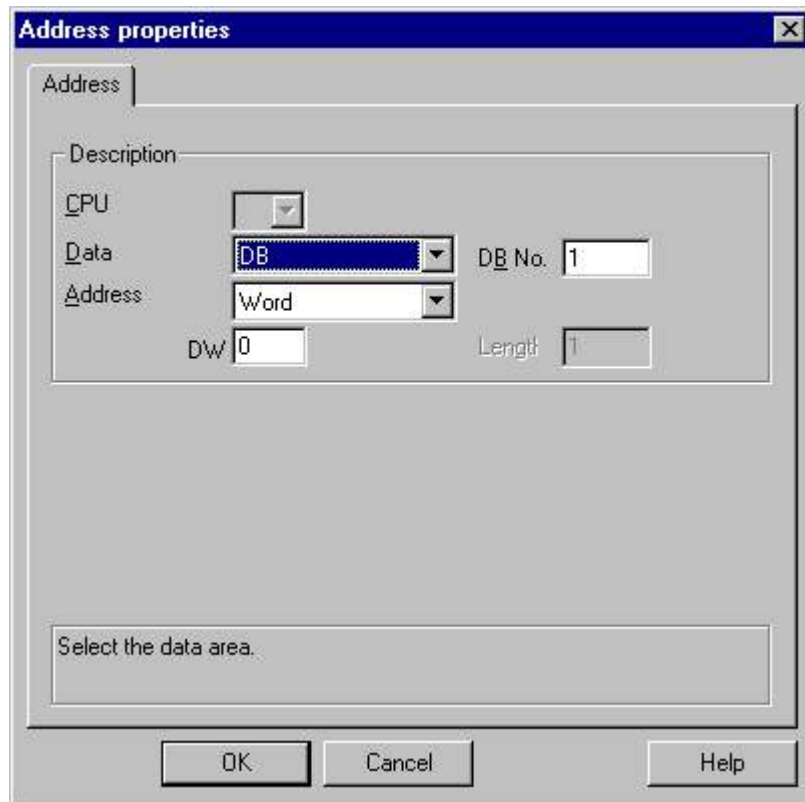 Address properties
Address
Description
CPU
Data DB DB No. 1
Address Word
DW 0 Lengtl 1
Select the data area.
OK Cancel Help